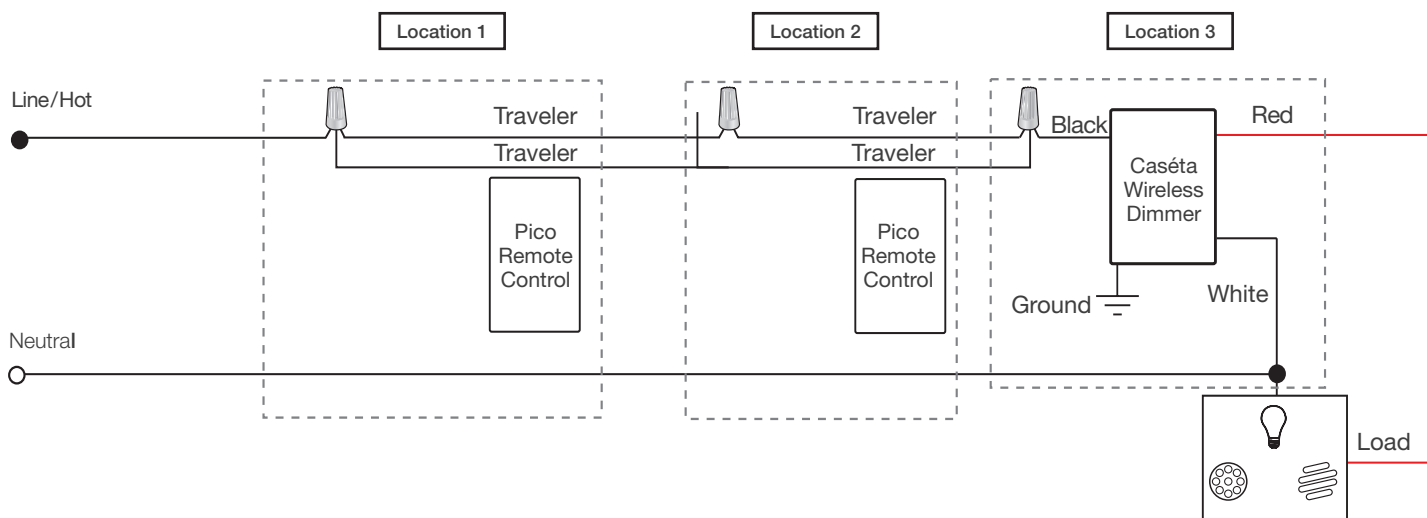 Location 1
Location 2
Location 3
Line/Hot
Traveler
Traveler
Black
Red
Traveler
Traveler
Caséta
Wireless
Dimmer
Pico
Remote
Control
Pico
Remote
Control
Ground
White
Neutral
Load